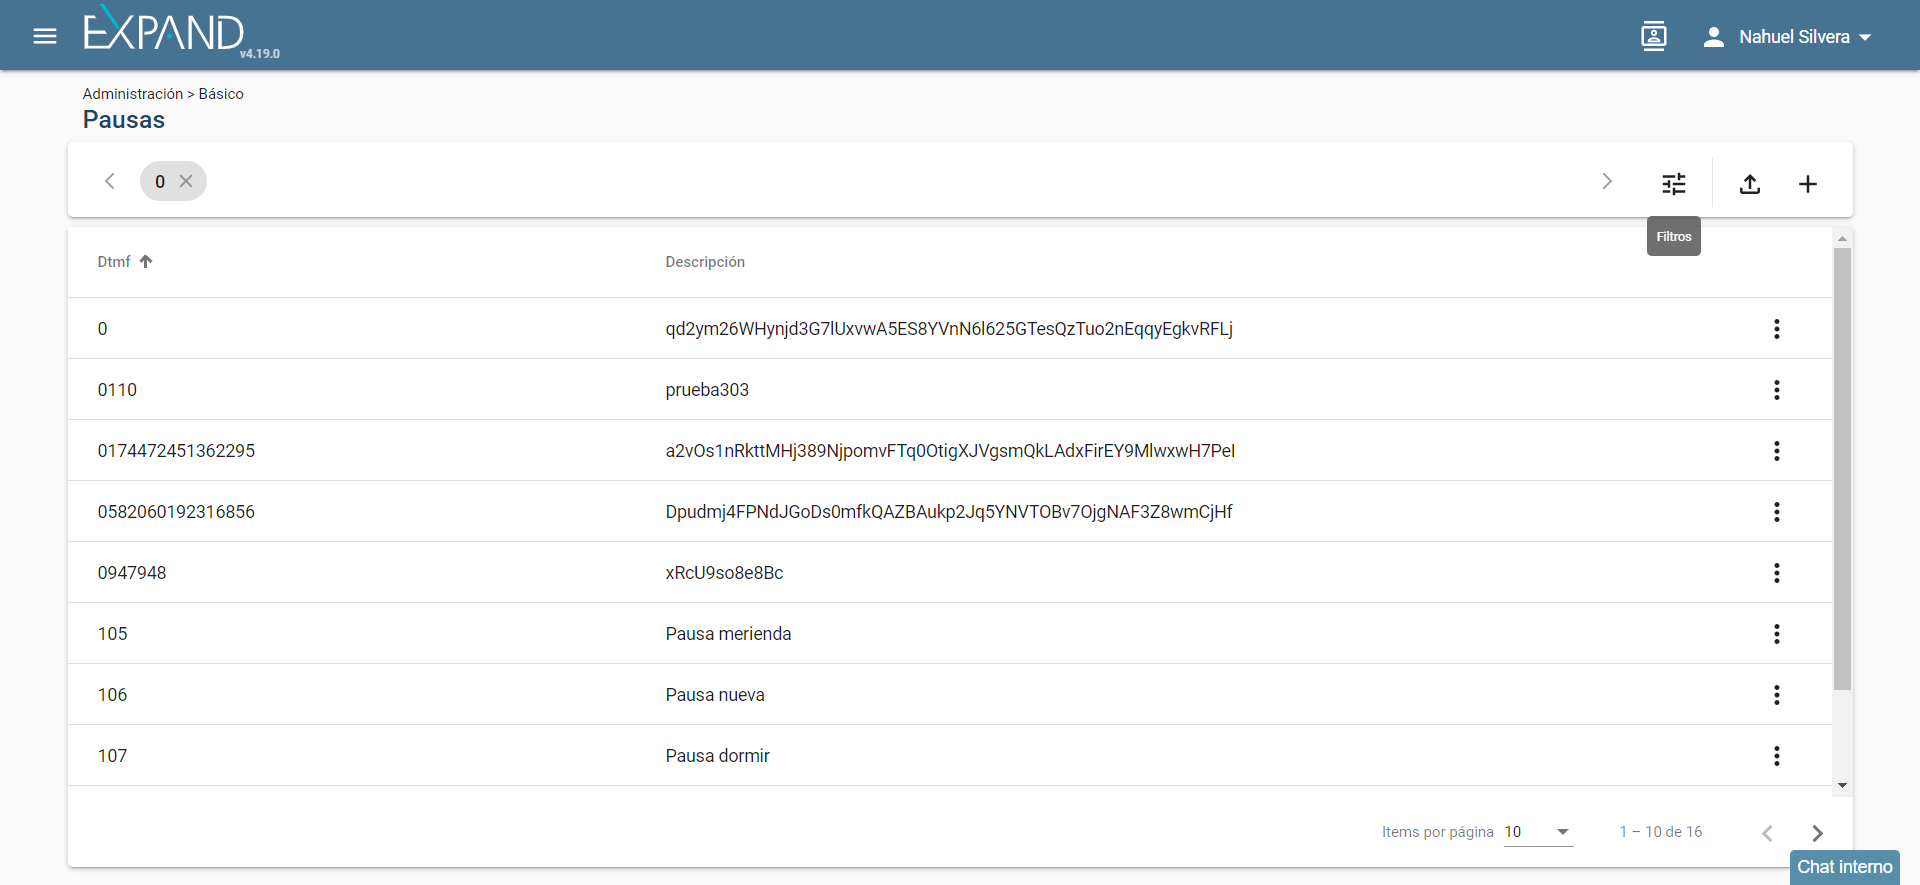 EXPAND
v4.19.0
Nahuel Silvera
Administración > Básico
Pausas
0
Filtros
Dtmf Descripción
0 qd2ym26WHynjd3G7lUxvwA5ES8YVnN6l625GTesQzTuo2nEqqyEgkvRFLj
0110 prueba303
0174472451362295 a2vOs1nRkttMHj389NjpomvFTq0OtigXJVgsmQkLAdxFirEY9MlwxwH7PeI
0582060192316856 Dpudmj4FPNdJGoDs0mfkQAZBAukp2Jq5YNVTOBv7OjgNAF3Z8wmCjHf
0947948 xRcU9so8e8Bc
105 Pausa merienda
106 Pausa nueva
107 Pausa dormir
Items por página 10 1 – 10 de 16
Chat interno